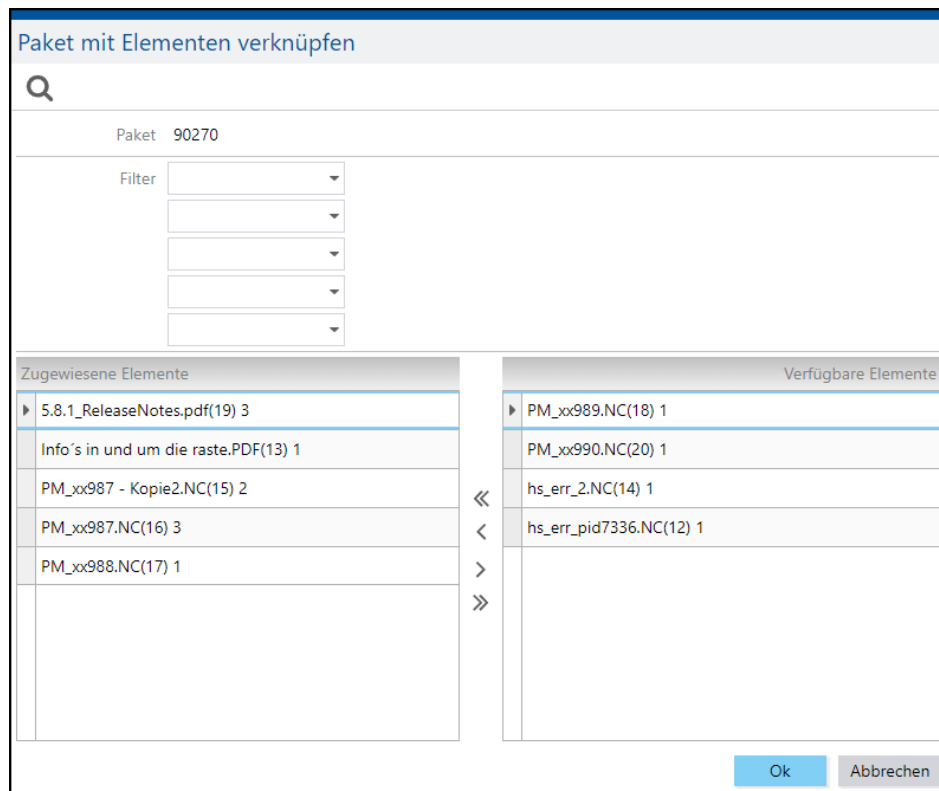 Paket mit Elementen verknüpfen
Paket 90270
Filter
Zugewiesene Elemente
5.8.1_ReleaseNotes.pdf(19) 3
Info´s in und um die raste.PDF(13) 1
PM_xx987 - Kopie2.NC(15) 2
PM_xx987.NC(16) 3
PM_xx988.NC(17) 1
Verfügbare Elemente
PM_xx989.NC(18) 1
PM_xx990.NC(20) 1
hs_err_2.NC(14) 1
hs_err_pid7336.NC(12) 1
Ok Abbrechen